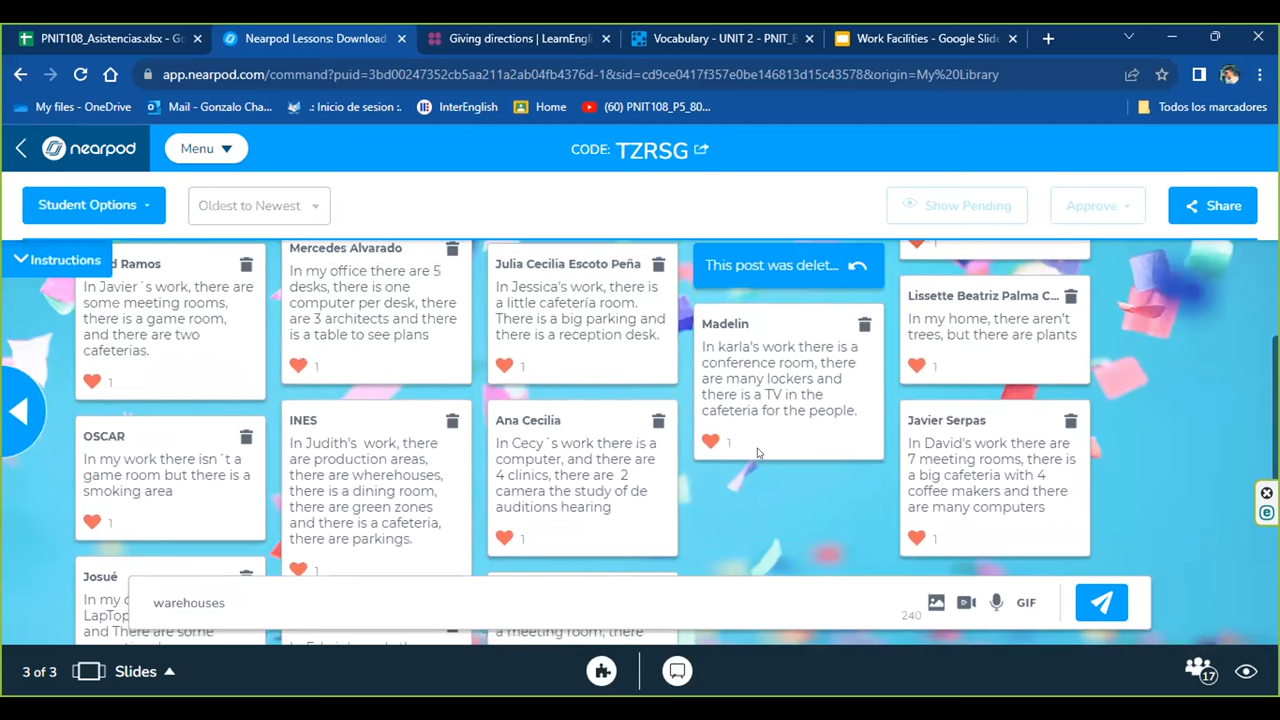 PNIT108_Asistencias.xlsx - Go
Nearpod Lessons: Download
Giving directions | LearnEngli
Vocabulary - UNIT 2 - PNIT_E
Work Facilities - Google Slide
app.nearpod.com/command?puid=3bd00247352cb5aa211a2ab04fb4376d-1&sid=cd9ce0417f357e0be146813d15c43578&origin=My%20Library
My files - OneDrive
Mail - Gonzalo Cha...
.: Inicio de sesion :.
InterEnglish
Home
(60) PNIT108_P5_80...
Todos los marcadores
nearpod
Menu
CODE: TZRSG
Student Options
Oldest to Newest
Show Pending
Approve
Share
Instructions
d Ramos
In Javier´s work, there are
some meeting rooms,
there is a game room,
and there are two
cafeterias.
1
OSCAR
In my work there isn´t a
game room but there is a
smoking area
1
Josué
In my
LapTop
and There are some
Mercedes Alvarado
In my office there are 5
desks, there is one
computer per desk, there
are 3 architects and there
is a table to see plans
1
INES
In Judith's work, there
are production areas,
there are wherehouses,
there is a dining room,
there are green zones
and there is a cafeteria,
there are parkings.
1
Julia Cecilia Escoto Peña
In Jessica's work, there is
a little cafetería room.
There is a big parking and
there is a reception desk.
1
Ana Cecilia
In Cecy´s work there is a
computer, and there are
4 clinics, there are 2
camera the study of de
auditions hearing
1
a meeting room, there
This post was delet...
Madelin
In karla's work there is a
conference room, there
are many lockers and
there is a TV in the
cafeteria for the people.
1
1
Lissette Beatriz Palma C...
In my home, there aren't
trees, but there are plants
1
Javier Serpas
In David's work there are
7 meeting rooms, there is
a big cafeteria with 4
coffee makers and there
are many computers
1
warehouses
240
GIF
3 of 3
Slides
17